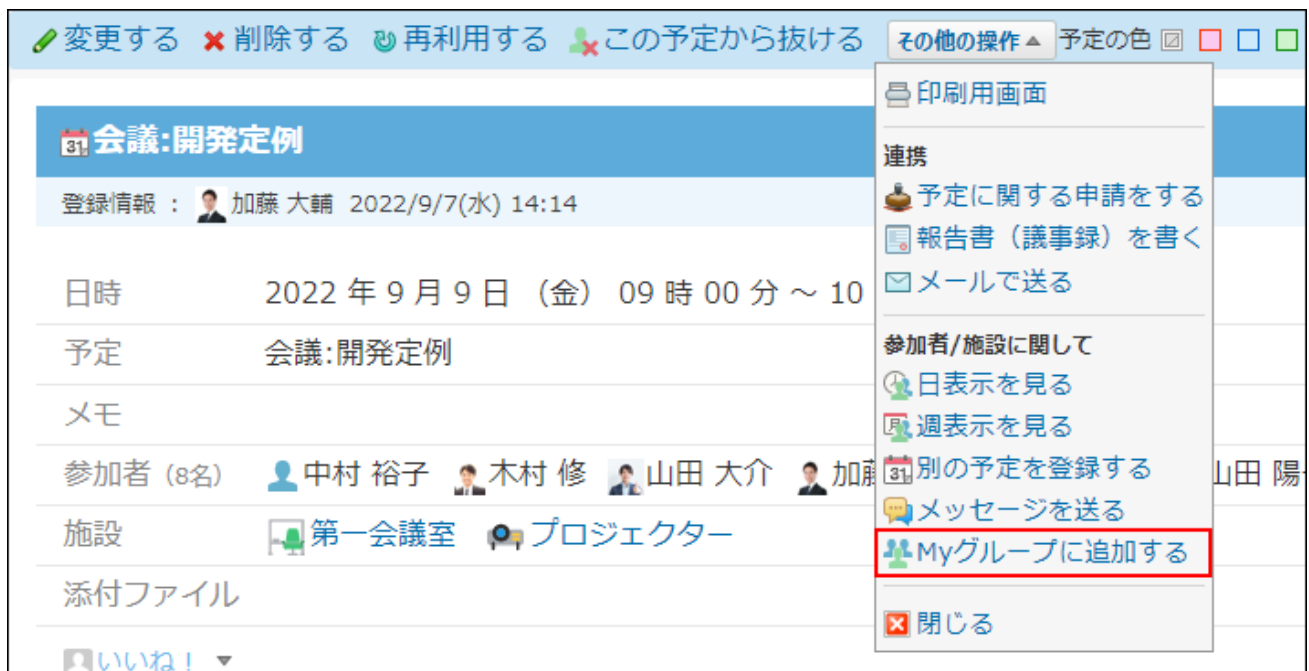 変更する 削除する 再利用する この予定から抜ける その他の操作▲ 予定の色
印刷用画面
31 会議:開発定例
連携
登録情報 : 加藤 大輔 2022/9/7(水) 14:14
予定に関する申請をする
報告書（議事録）を書く
メールで送る
日時 2022 年 9 月 9 日 （金） 09 時 00 分 ～ 10
参加者/施設に関して
予定 会議:開発定例
日表示を見る
週表示を見る
メモ
31 別の予定を登録する
参加者 (8名) 中村 裕子 木村 修 山田 大介 加藤 山田 陽
メッセージを送る
施設 第一会議室 プロジェクター
Myグループに追加する
添付ファイル
閉じる
いいね！ ▼